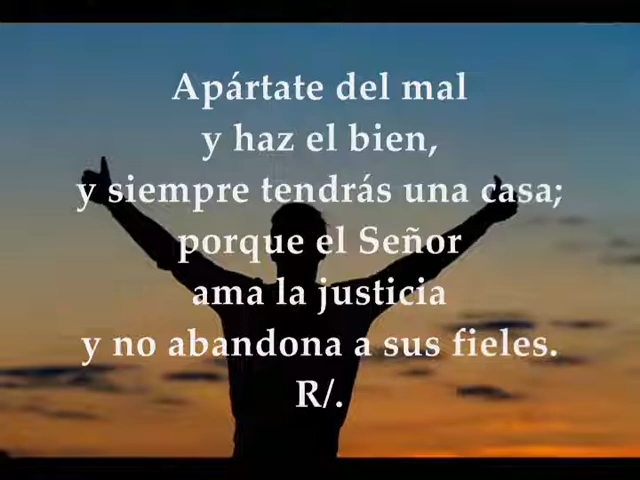 Apártate del mal
y haz el bien,
y siempre tendrás una casa;
porque el Señor
ama la justicia
y no abandona a sus fieles.
R/.